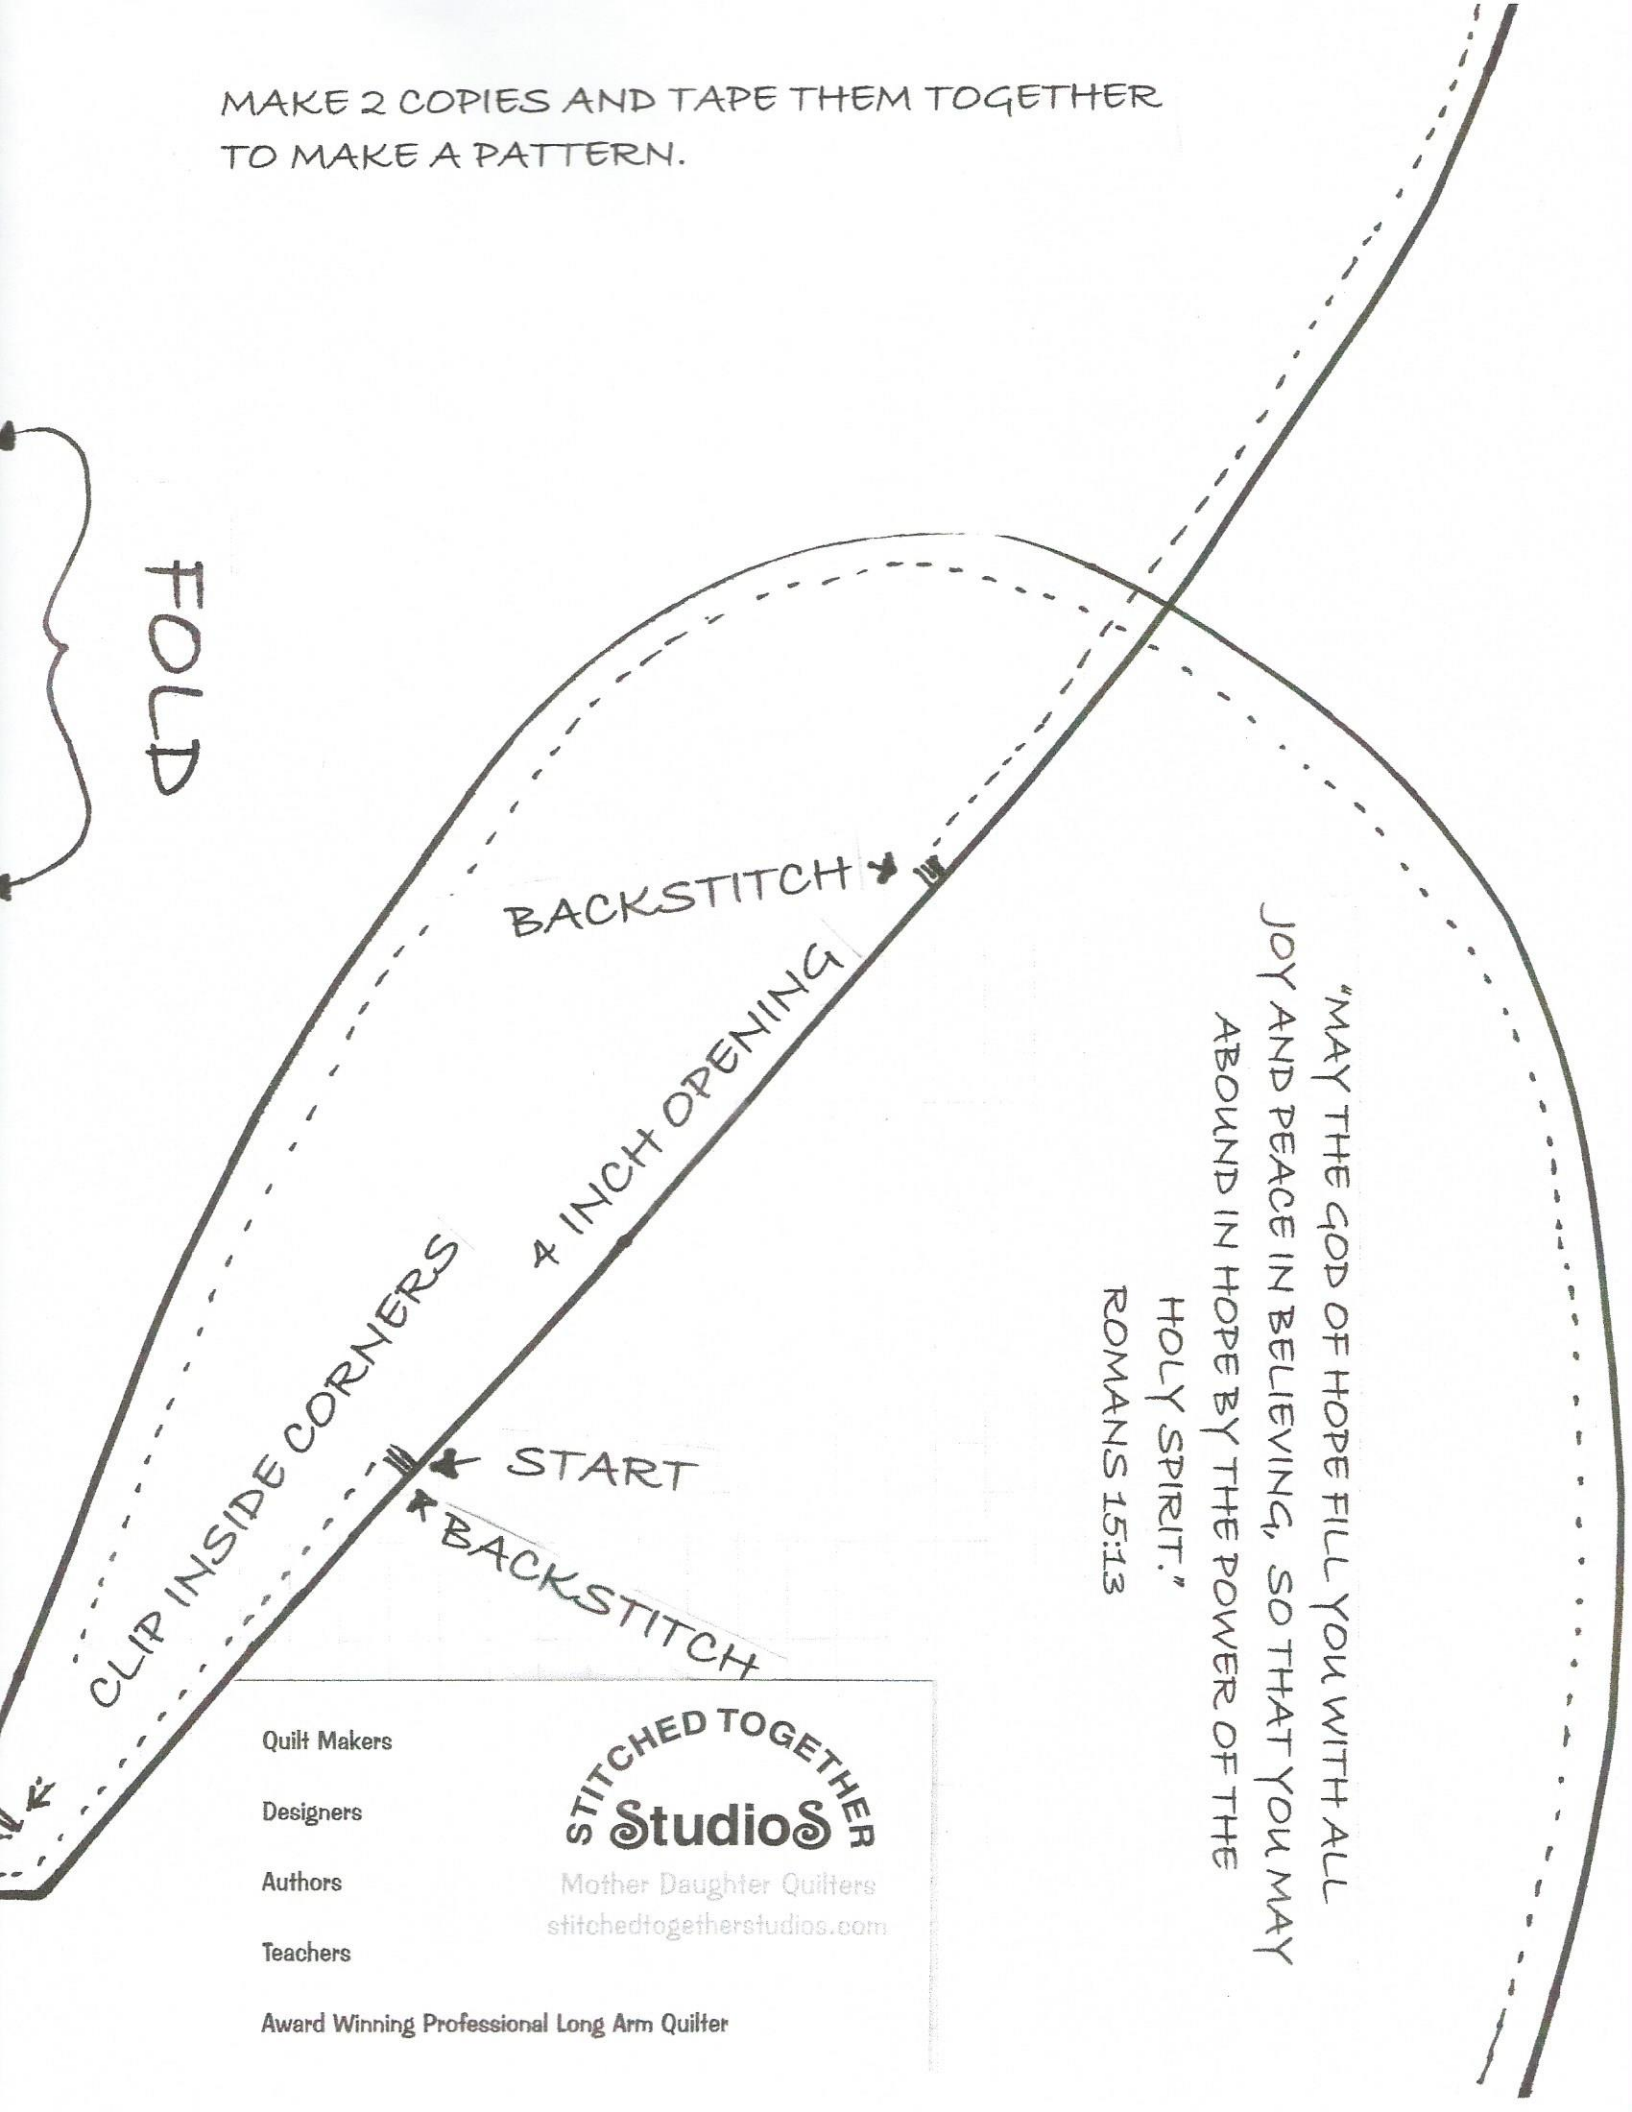 MAKE 2 COPIES AND TAPE THEM TOGETHER
TO MAKE A PATTERN.
FOLD
BACKSTITCH
4 INCH OPENING
CLIP INSIDE CORNERS
START
BACKSTITCH
"MAY THE GOD OF HOPE FILL YOU WITH ALL
JOY AND PEACE IN BELIEVING, SO THAT YOU MAY
ABOUND IN HOPE BY THE POWER OF THE
HOLY SPIRIT."
ROMANS 15:13
Quilt Makers
Designers
Authors
Teachers
Award Winning Professional Long Arm Quilter
STITCHED TOGETHER
StudioS
Mother Daughter Quilters
stitchedtogetherstudios.com